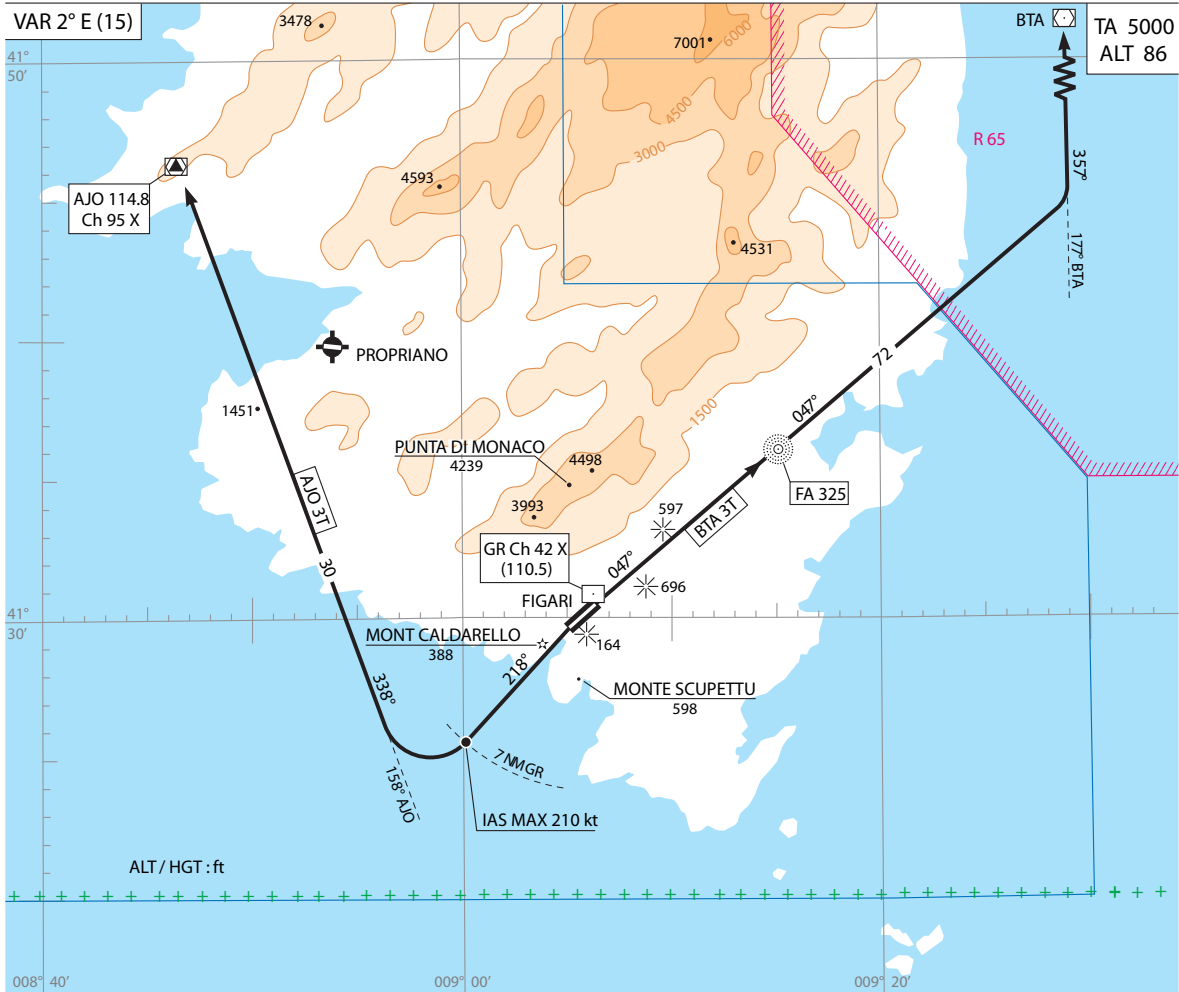 VAR 2° E (15)
3478
7001
6000
BTA
TA 5000
ALT 86
41°
50′
4500
3000
R 65
357°
AJO 114.8
Ch 95 X
4593
4531
177° BTA
PROPRIANO
72
1451
047°
1500
PUNTA DI MONACO
4239
4498
AJO 3T
FA 325
3993
597
BTA 3T
GR Ch 42 X
(110.5)
047°
30
FIGARI
696
41°
30′
MONT CALDARELLO
388
164
218°
338°
MONTE SCUPETTU
598
7 NM GR
158° AJO
IAS MAX 210 kt
ALT / HGT : ft
008° 40′
009° 00′
009° 20′